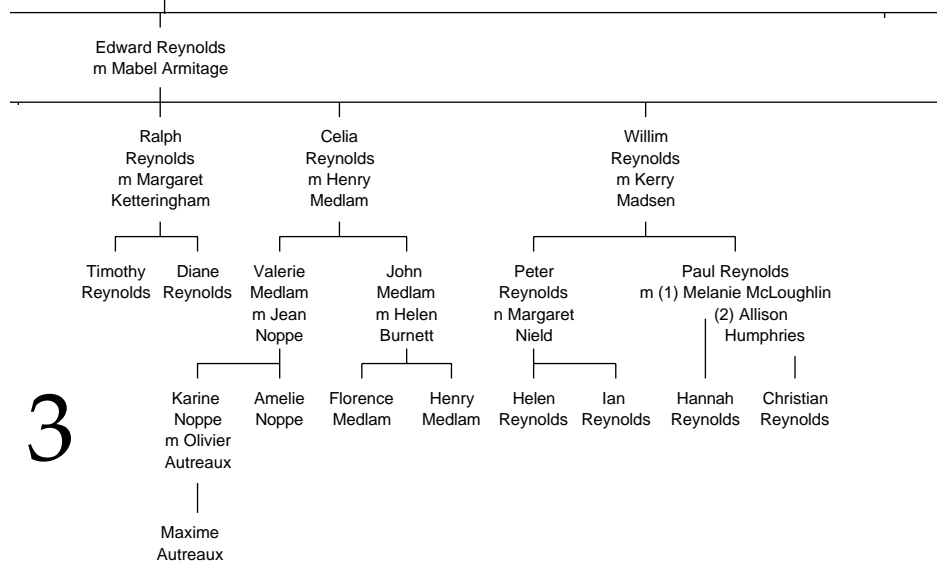 Edward Reynolds
m Mabel Armitage
Ralph
Reynolds
m Margaret
Ketteringham
Celia
Reynolds
m Henry
Medlam
Willim
Reynolds
m Kerry
Madsen
Timothy
Reynolds
Diane
Reynolds
Valerie
Medlam
m Jean
Noppe
John
Medlam
m Helen
Burnett
Peter
Reynolds
n Margaret
Nield
Paul Reynolds
m (1) Melanie McLoughlin
(2) Allison
Humphries
3
Karine
Noppe
m Olivier
Autreaux
Amelie
Noppe
Florence
Medlam
Henry
Medlam
Helen
Reynolds
Ian
Reynolds
Hannah
Reynolds
Christian
Reynolds
Maxime
Autreaux